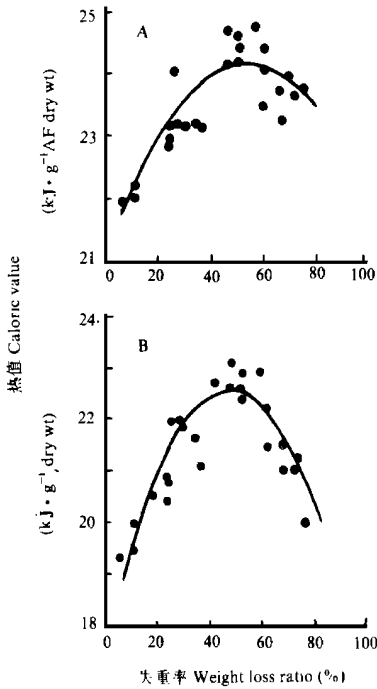 A
25
23
21
0 20 40 60 80 100
(kJ·g⁻¹AF dry wt)
热值 Caloric value
B
24.
22
20
18
0 20 40 60 80 100
(kJ·g⁻¹, dry wt)
失重率 Weight loss ratio (%)